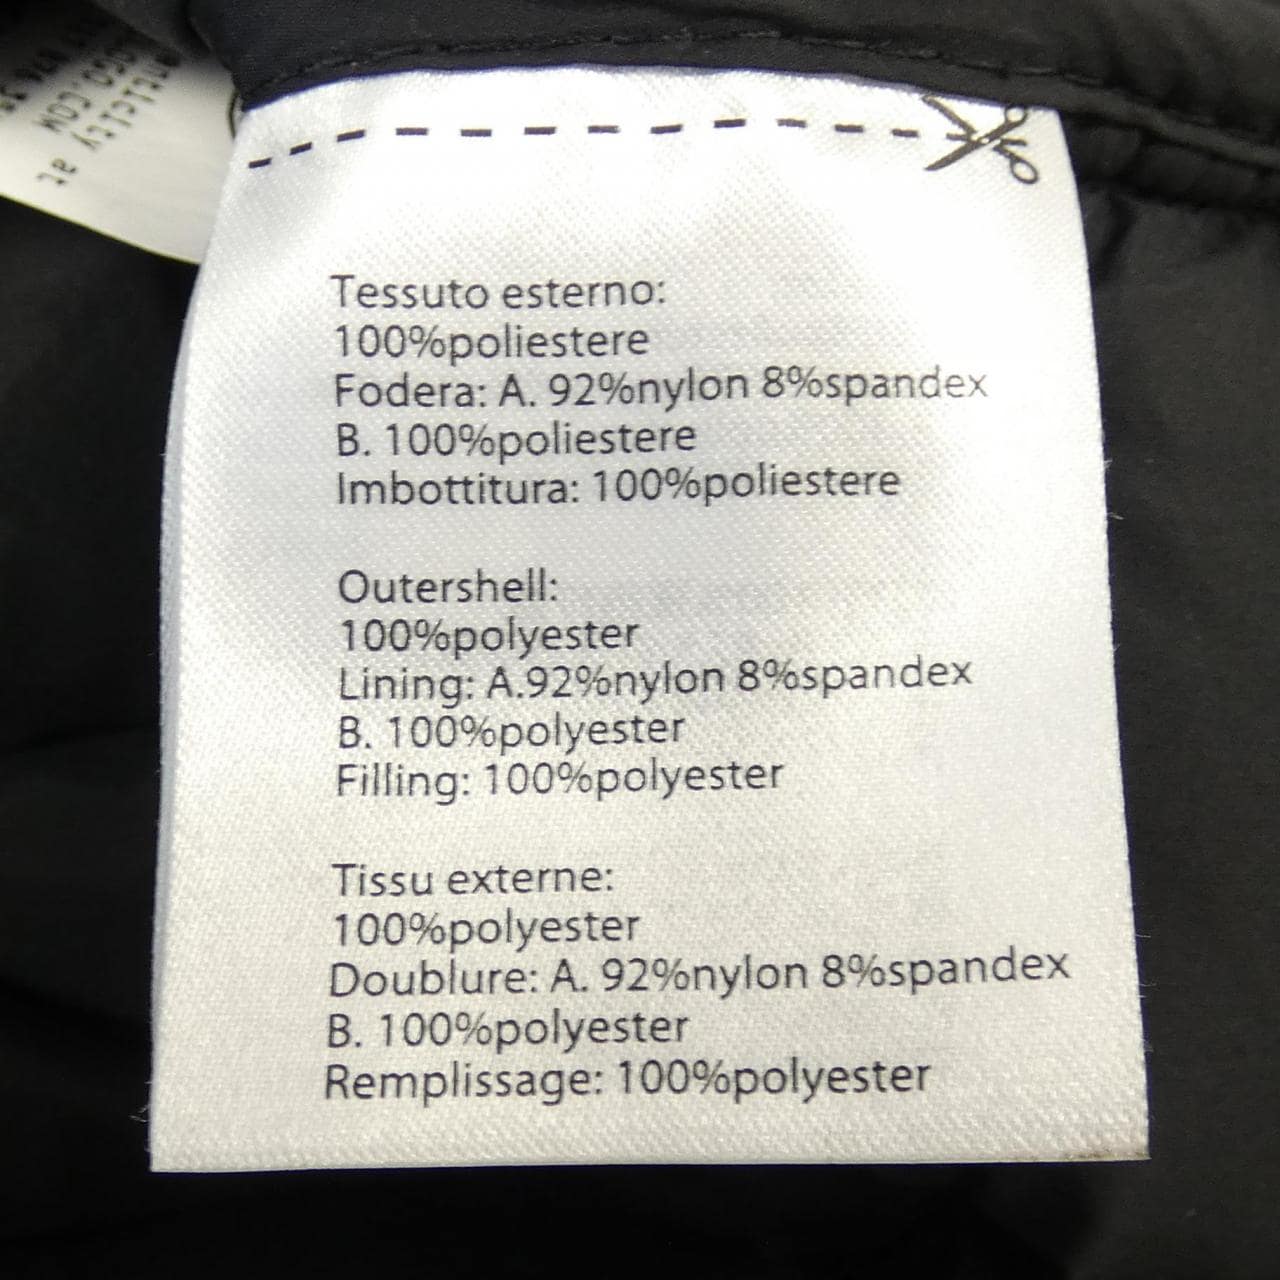 Tessuto esterno:
100%poliestere
Fodera: A. 92%nylon 8%spandex
B. 100%poliestere
Imbottitura: 100%poliestere
Outershell:
100%polyester
Lining: A.92%nylon 8%spandex
B. 100%polyester
Filling: 100%polyester
Tissu externe:
100%polyester
Doublure: A. 92%nylon 8%spandex
B. 100%polyester
Remplissage: 100%polyester
at